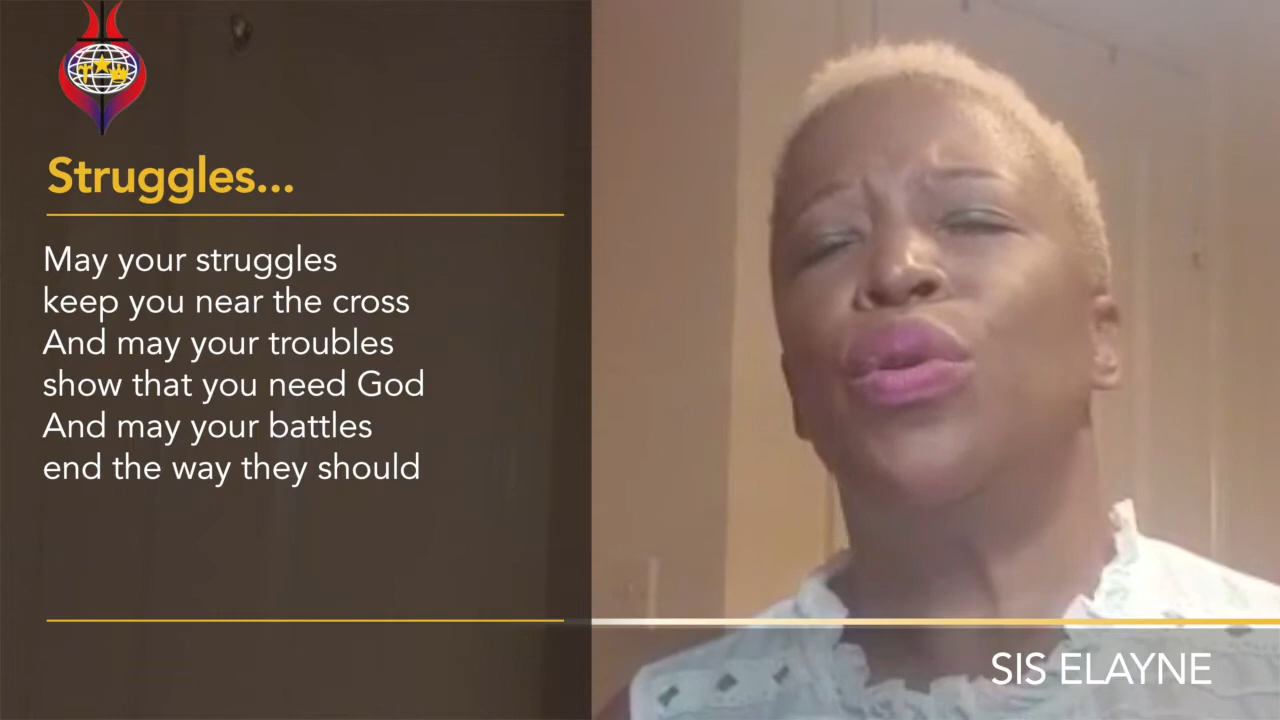 Struggles...
May your struggles
keep you near the cross
And may your troubles
show that you need God
And may your battles
end the way they should
SIS ELAYNE